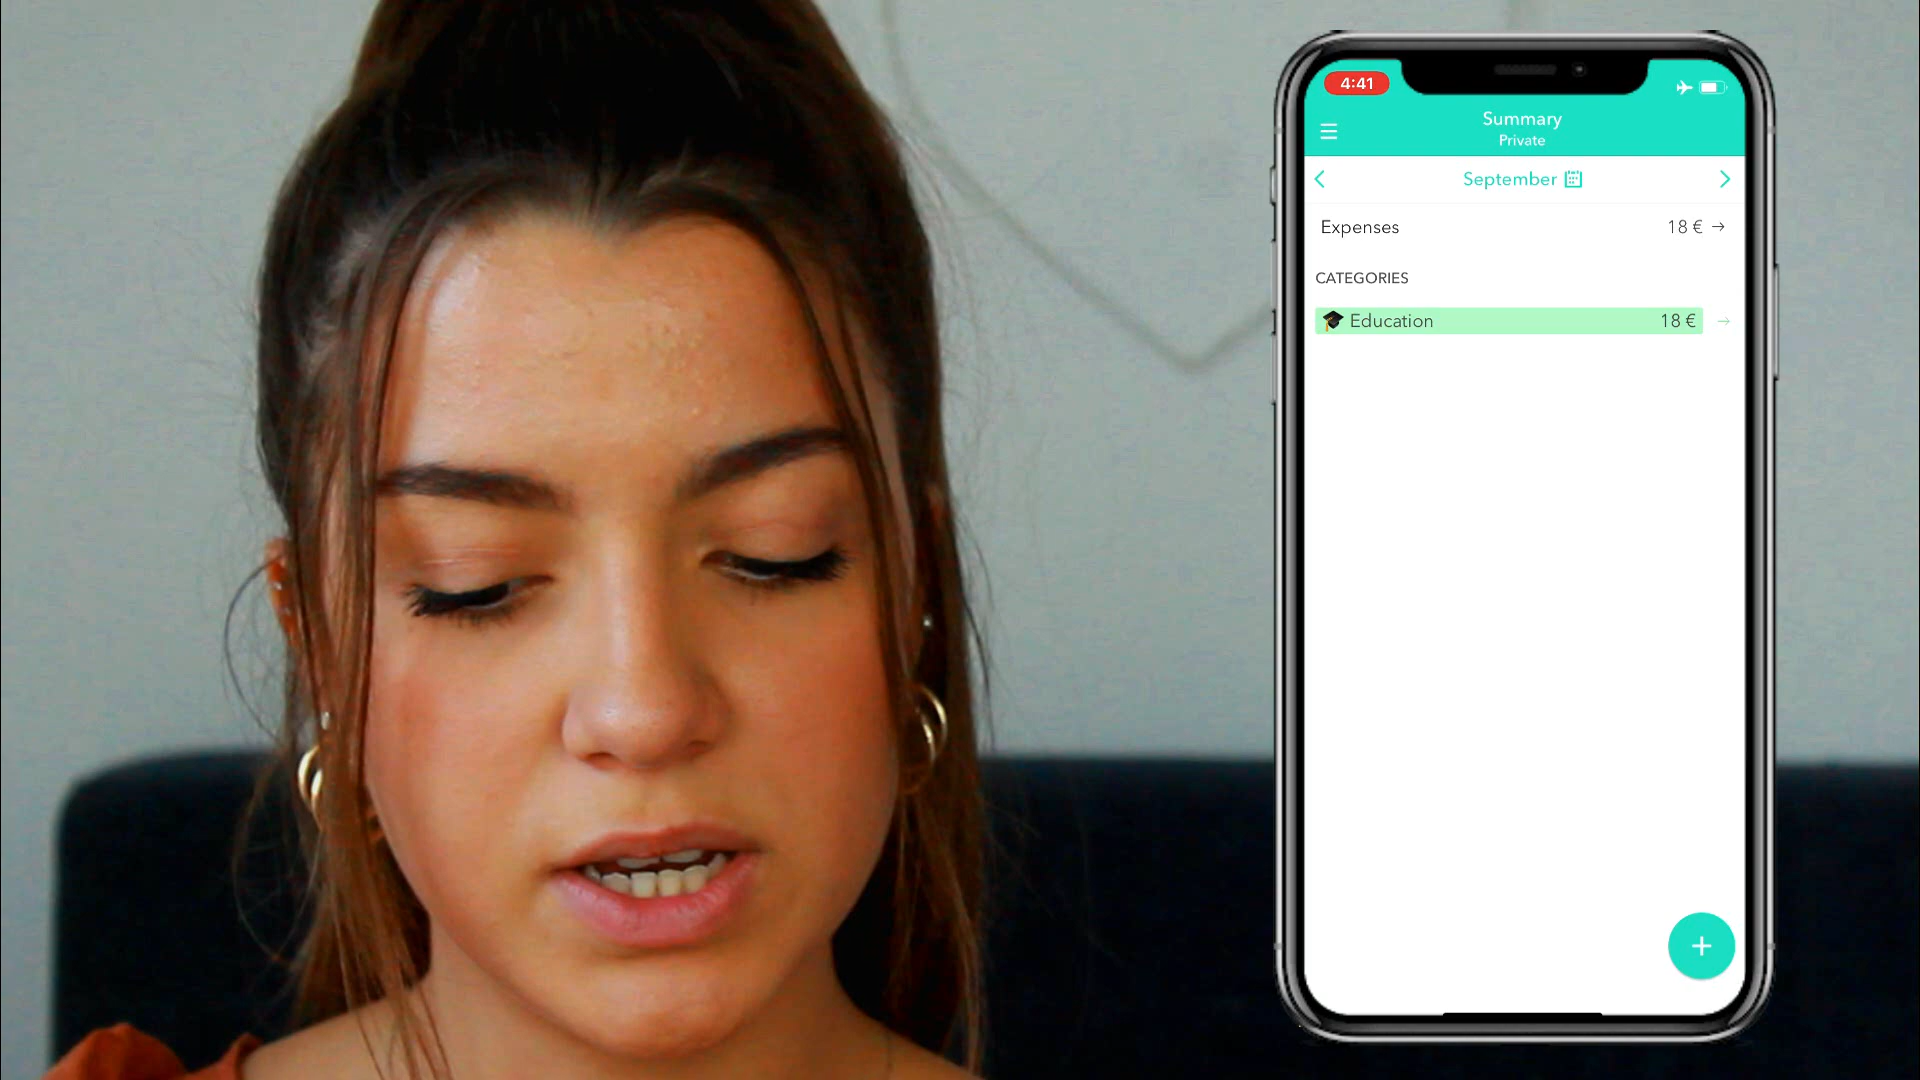 4:41
Summary
Private
September
Expenses 18 € →
CATEGORIES
Education 18 € →
+